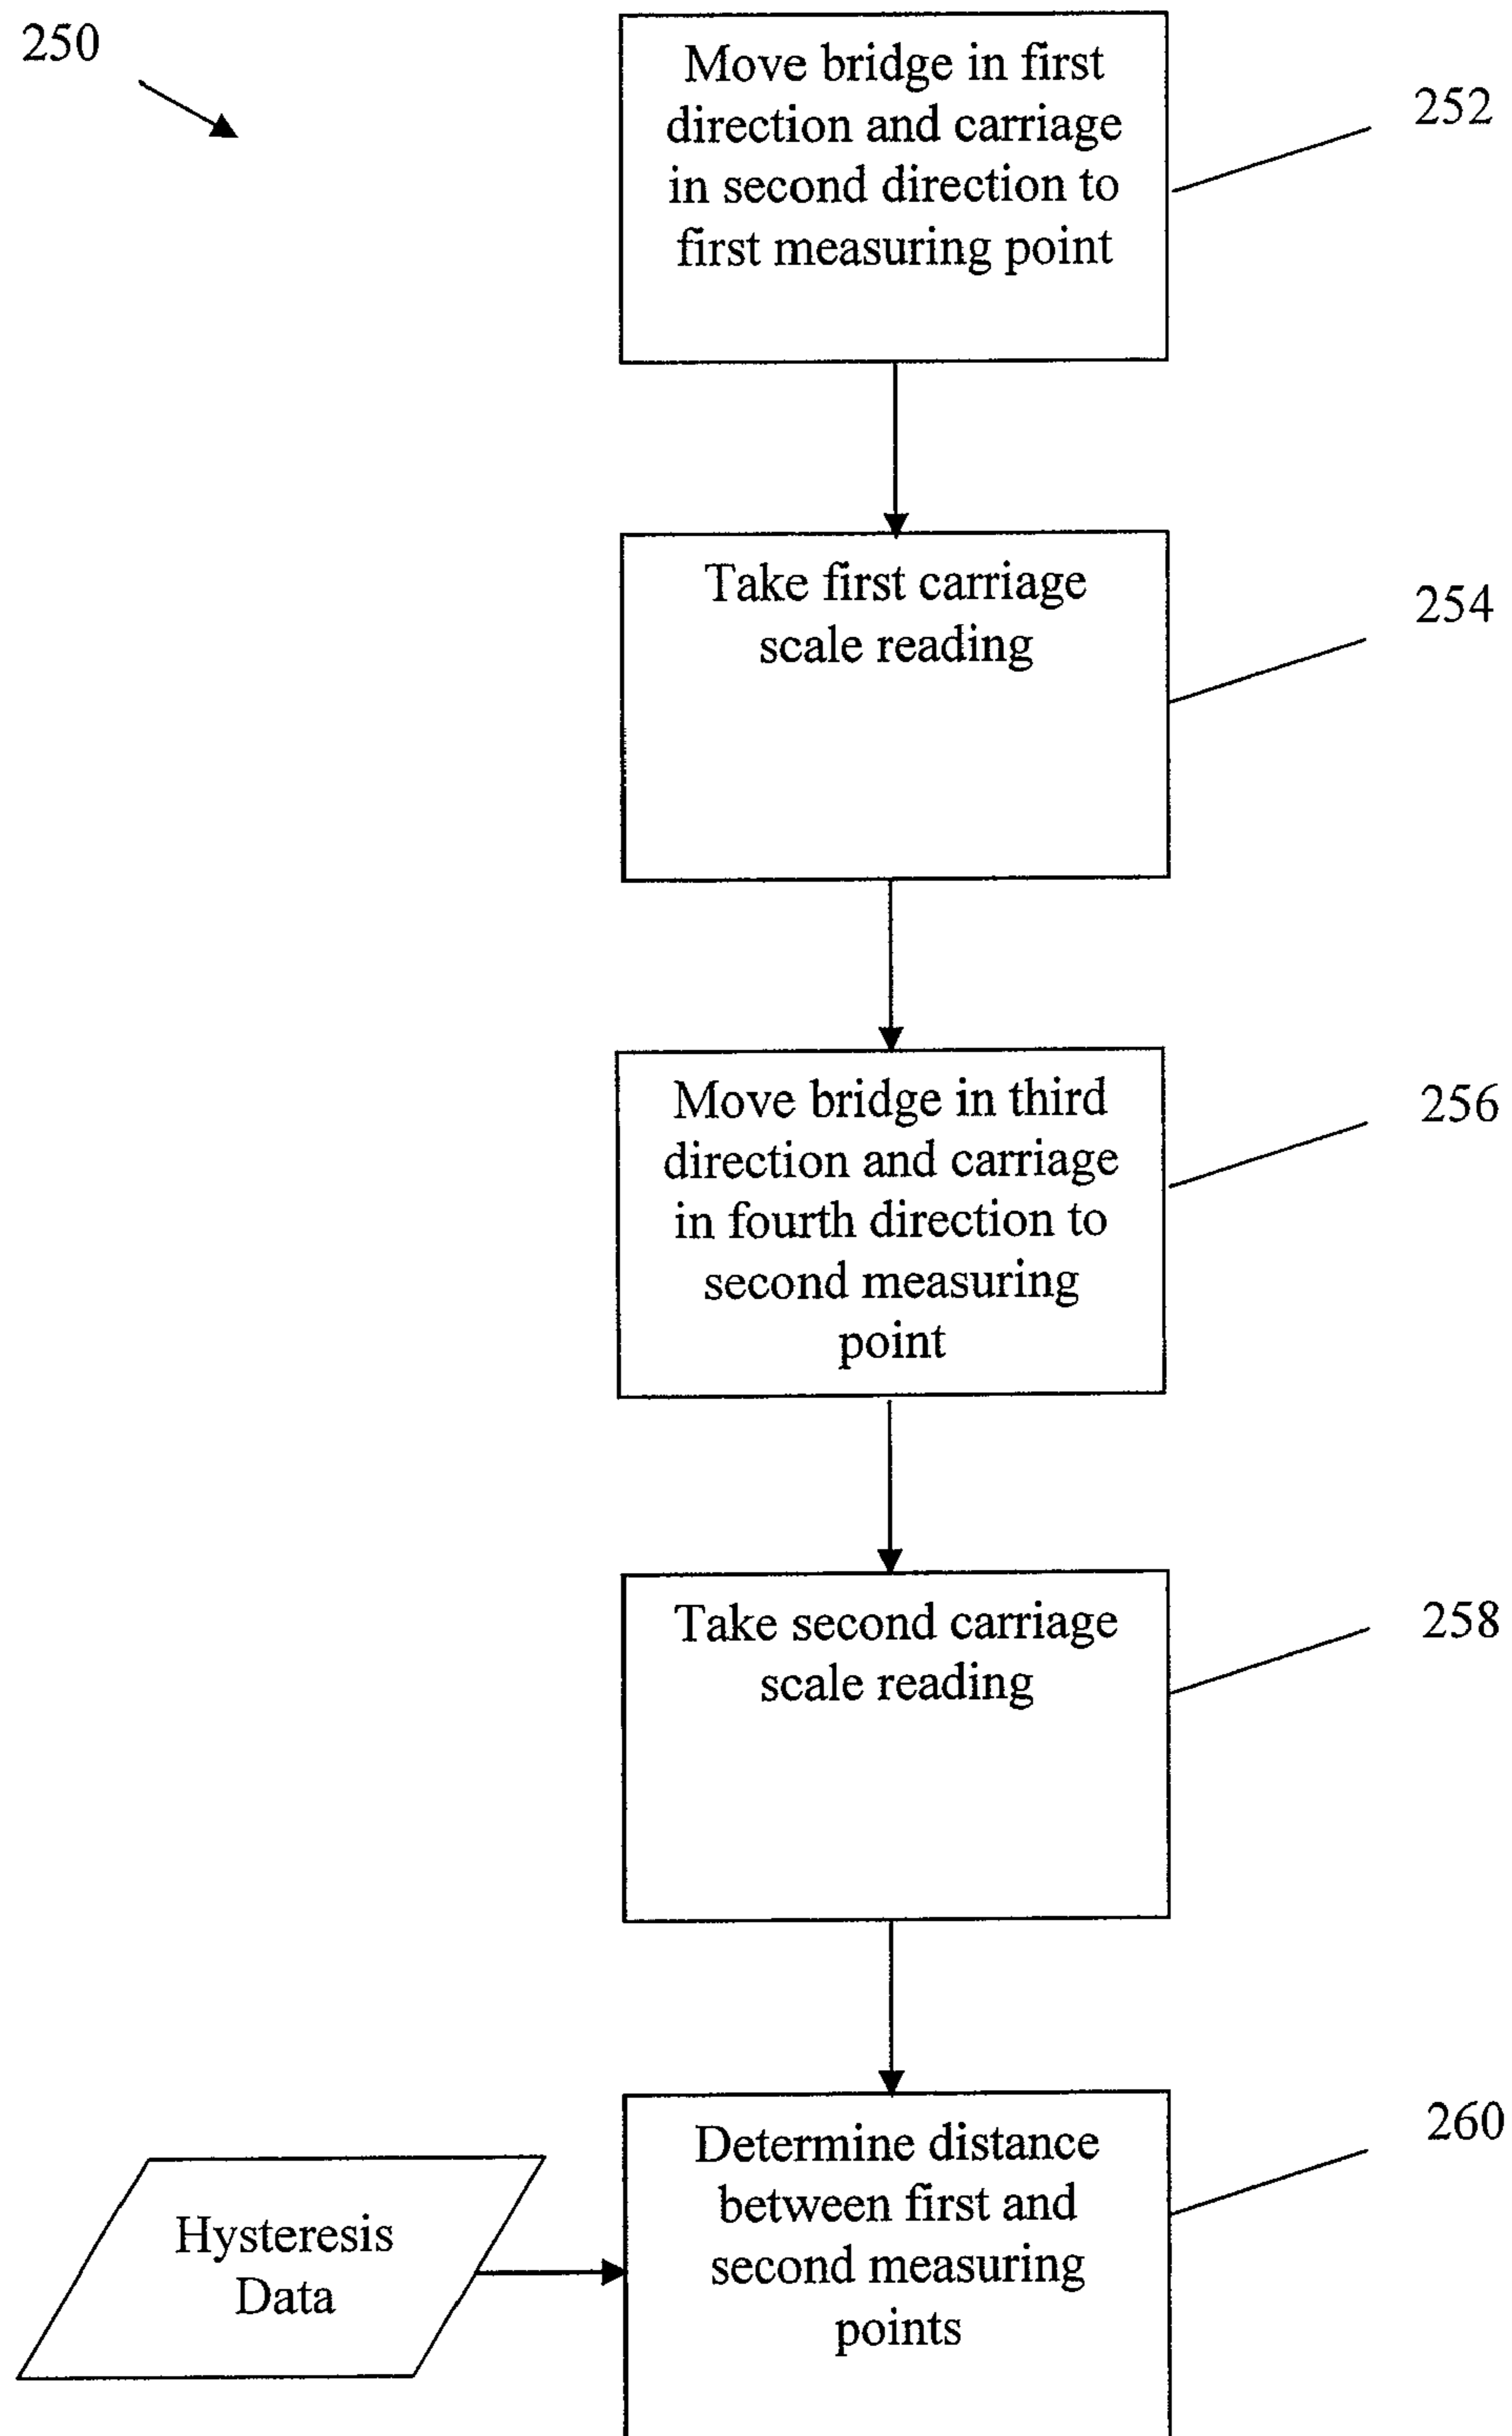 250
Move bridge in first
direction and carriage
in second direction to
first measuring point
252
Take first carriage
scale reading
254
Move bridge in third
direction and carriage
in fourth direction to
second measuring
point
256
Take second carriage
scale reading
258
Determine distance
between first and
second measuring
points
260
Hysteresis
Data